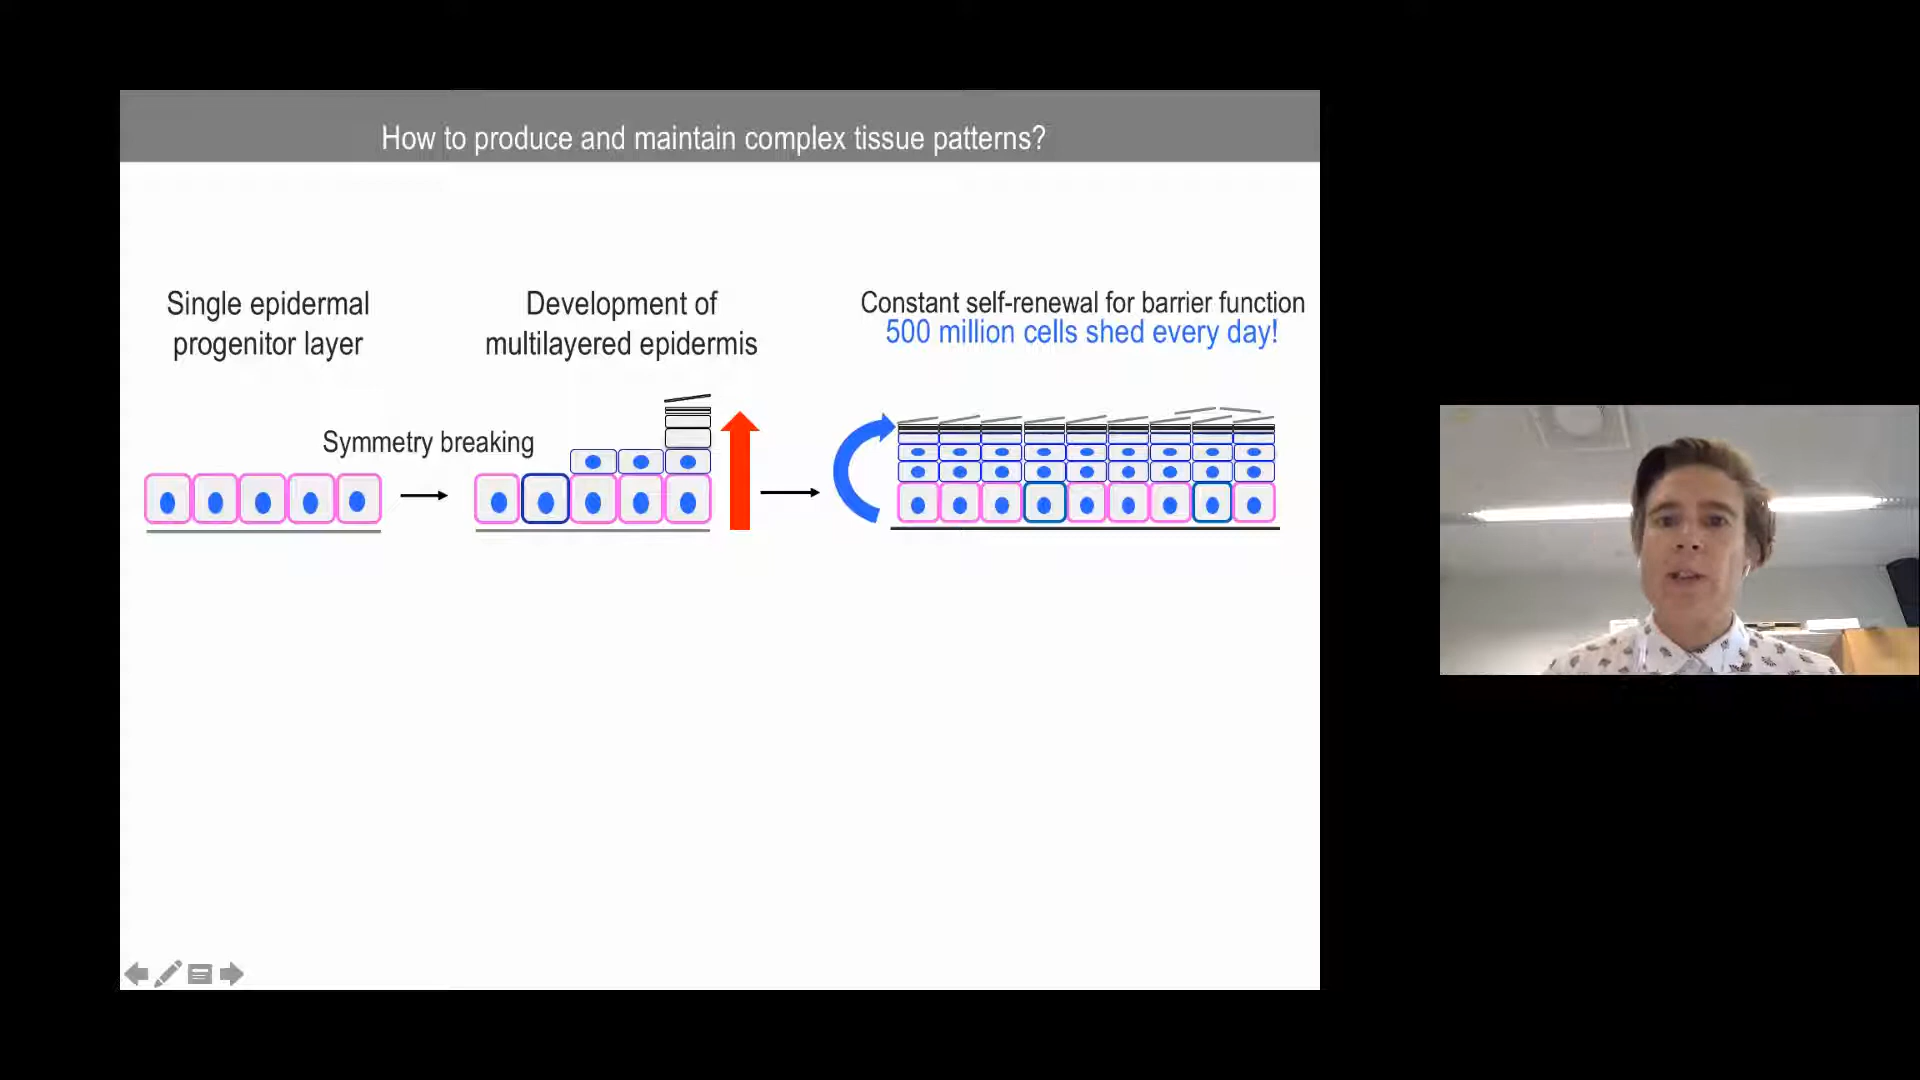 How to produce and maintain complex tissue patterns?
Single epidermal
progenitor layer
Development of
multilayered epidermis
Constant self-renewal for barrier function
500 million cells shed every day!
Symmetry breaking